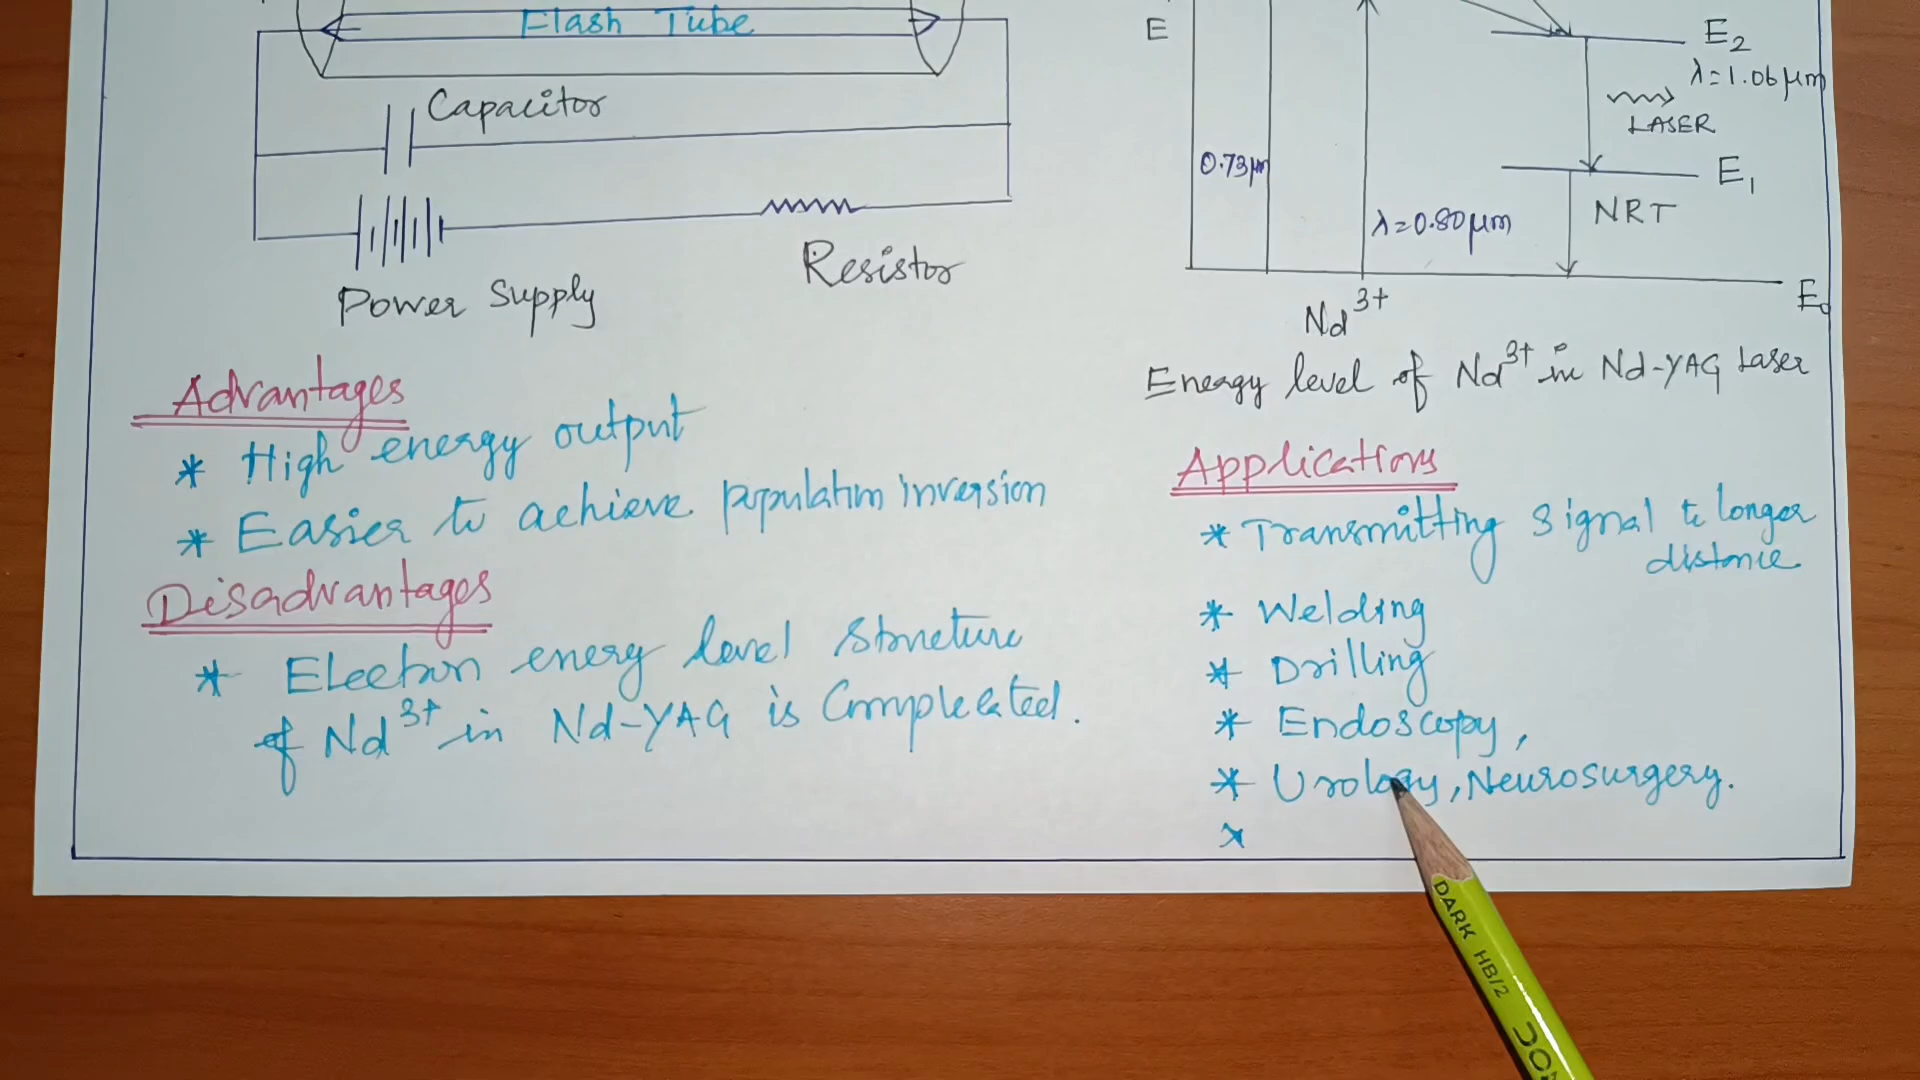 Flash Tube
Capacitor
Power Supply
Resistor
E
E2
λ=1.06μm
LASER
E1
0.73μm
λ=0.80μm
NRT
E0
Nd3+
Energy level of Nd3+ in Nd-YAG Laser
Advantages
* High energy output
* Easier to achieve population inversion
Disadvantages
* Electron energy level structure
of Nd3+ in Nd-YAG is Compleated.
Applications
* Transmitting signal to longer
distance
* Welding
* Drilling
* Endoscopy,
* Urology, Neurosurgery.
*
DARK HB/2